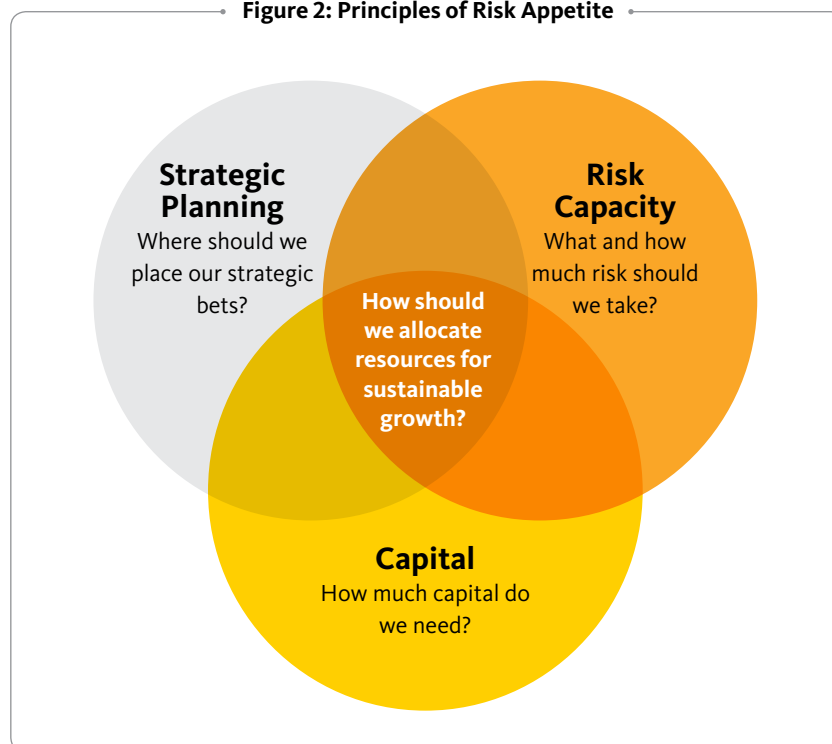 Figure 2: Principles of Risk Appetite
Strategic
Planning
Where should we
place our strategic
bets?
Risk
Capacity
What and how
much risk should
we take?
How should
we allocate
resources for
sustainable
growth?
Capital
How much capital do
we need?